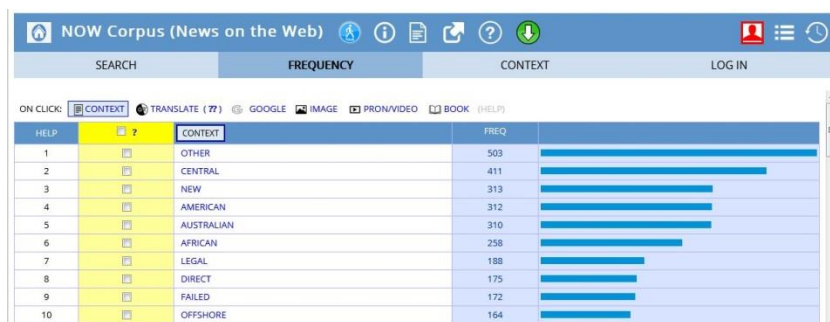 NOW Corpus (News on the Web)
SEARCH FREQUENCY CONTEXT LOG IN
ON CLICK: CONTEXT TRANSLATE (??) GOOGLE IMAGE PRON/VIDEO BOOK (HELP)
HELP ? CONTEXT FREQ
1 OTHER 503
2 CENTRAL 411
3 NEW 313
4 AMERICAN 312
5 AUSTRALIAN 310
6 AFRICAN 258
7 LEGAL 188
8 DIRECT 175
9 FAILED 172
10 OFFSHORE 164